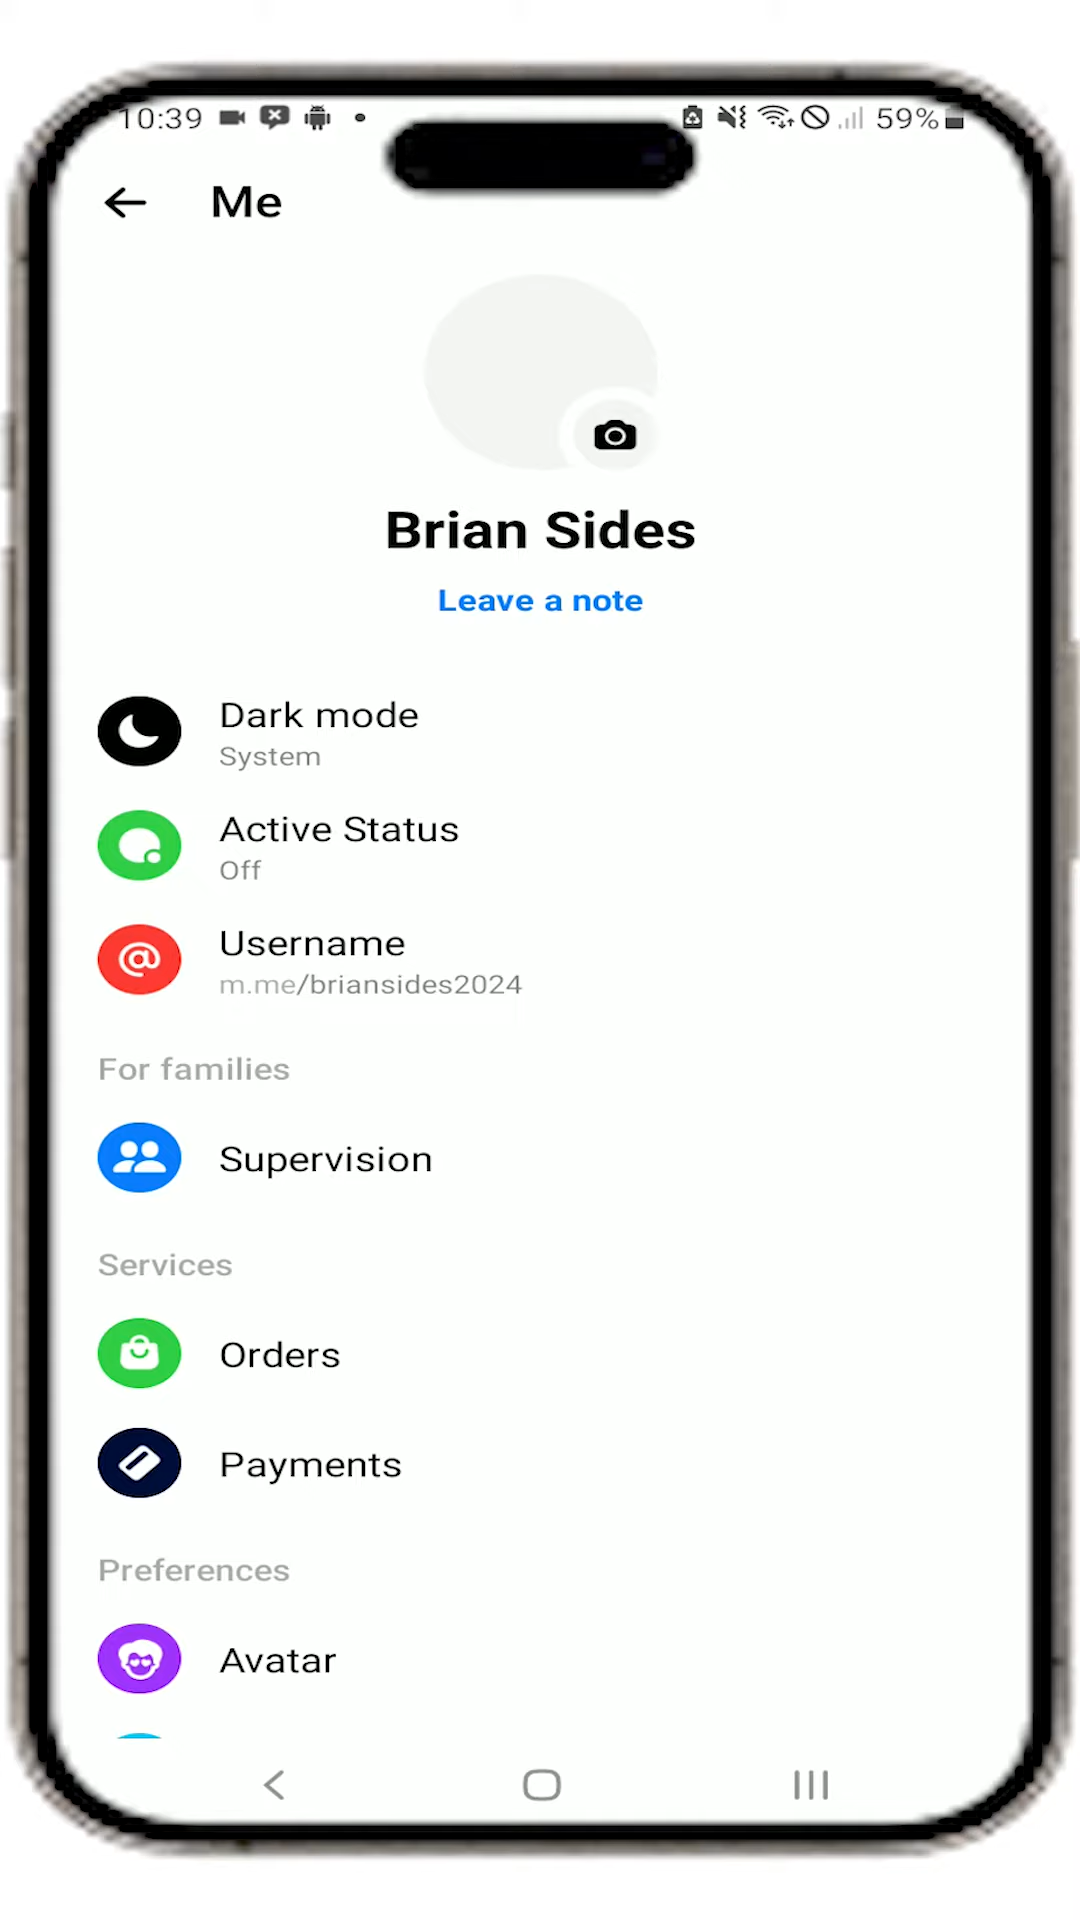 10:39 59%
Me
Brian Sides
Leave a note
Dark mode
System
Active Status
Off
Username
m.me/briansides2024
For families
Supervision
Services
Orders
Payments
Preferences
Avatar